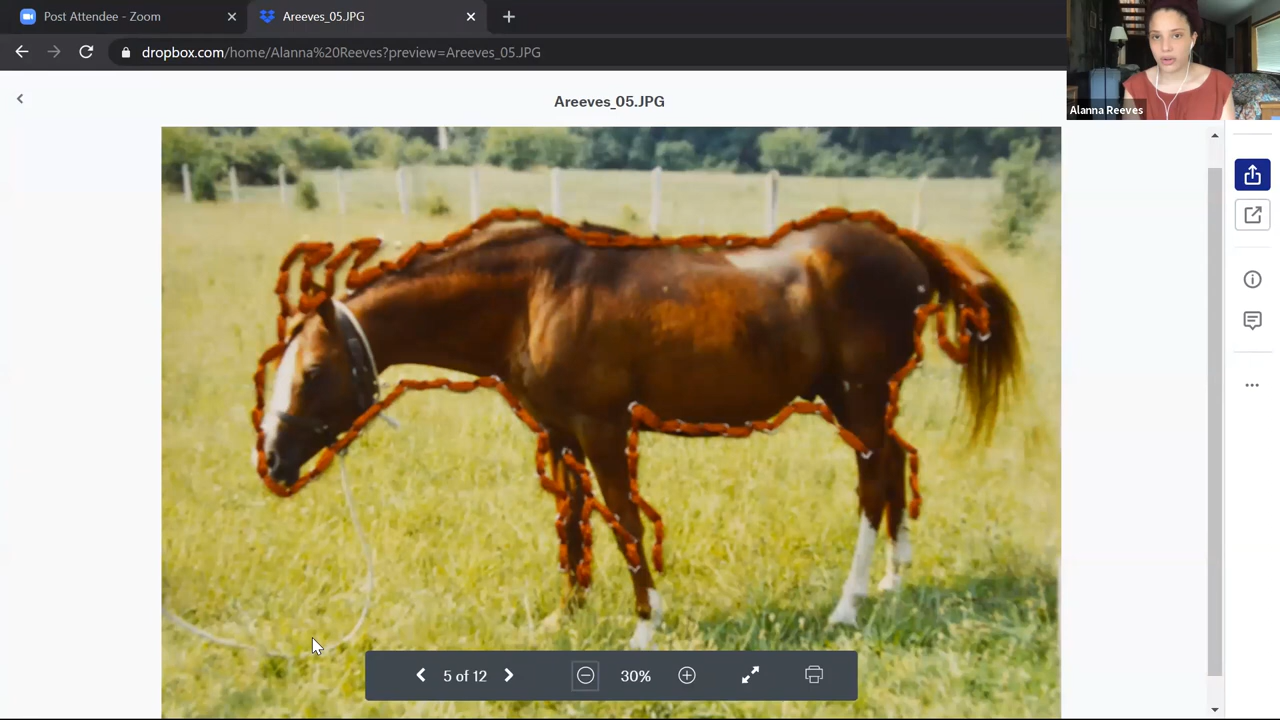 Post Attendee - Zoom
Areeves_05.JPG
dropbox.com/home/Alanna%20Reeves?preview=Areeves_05.JPG
Alanna Reeves
Areeves_05.JPG
5 of 12
30%